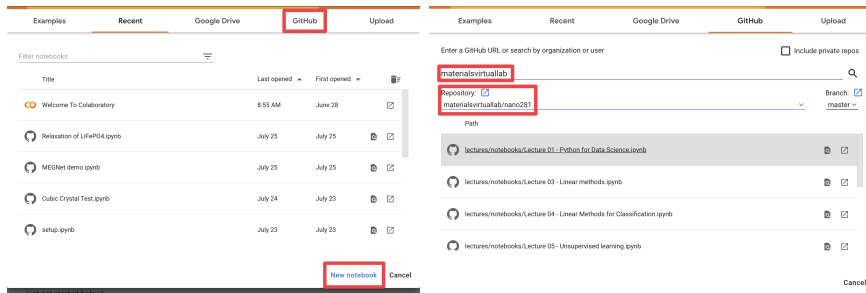 Examples Recent Google Drive GitHub Upload
Filter notebooks
Title Last opened First opened
Welcome To Colaboratory 8:55 AM June 28
Relaxation of LiFePO4.ipynb July 25 July 25
MEGNet demo.ipynb July 25 July 25
Cubic Crystal Test.ipynb July 24 July 23
setup.ipynb July 23 July 23
New notebook Cancel
Examples Recent Google Drive GitHub Upload
Enter a GitHub URL or search by organization or user Include private repos
materialsvirtuallab
Repository: Branch:
materialsvirtuallab/nano281 master
Path
lectures/notebooks/Lecture 01 - Python for Data Science.ipynb
lectures/notebooks/Lecture 03 - Linear methods.ipynb
lectures/notebooks/Lecture 04 - Linear Methods for Classification.ipynb
lectures/notebooks/Lecture 05 - Unsupervised learning.ipynb
Cancel